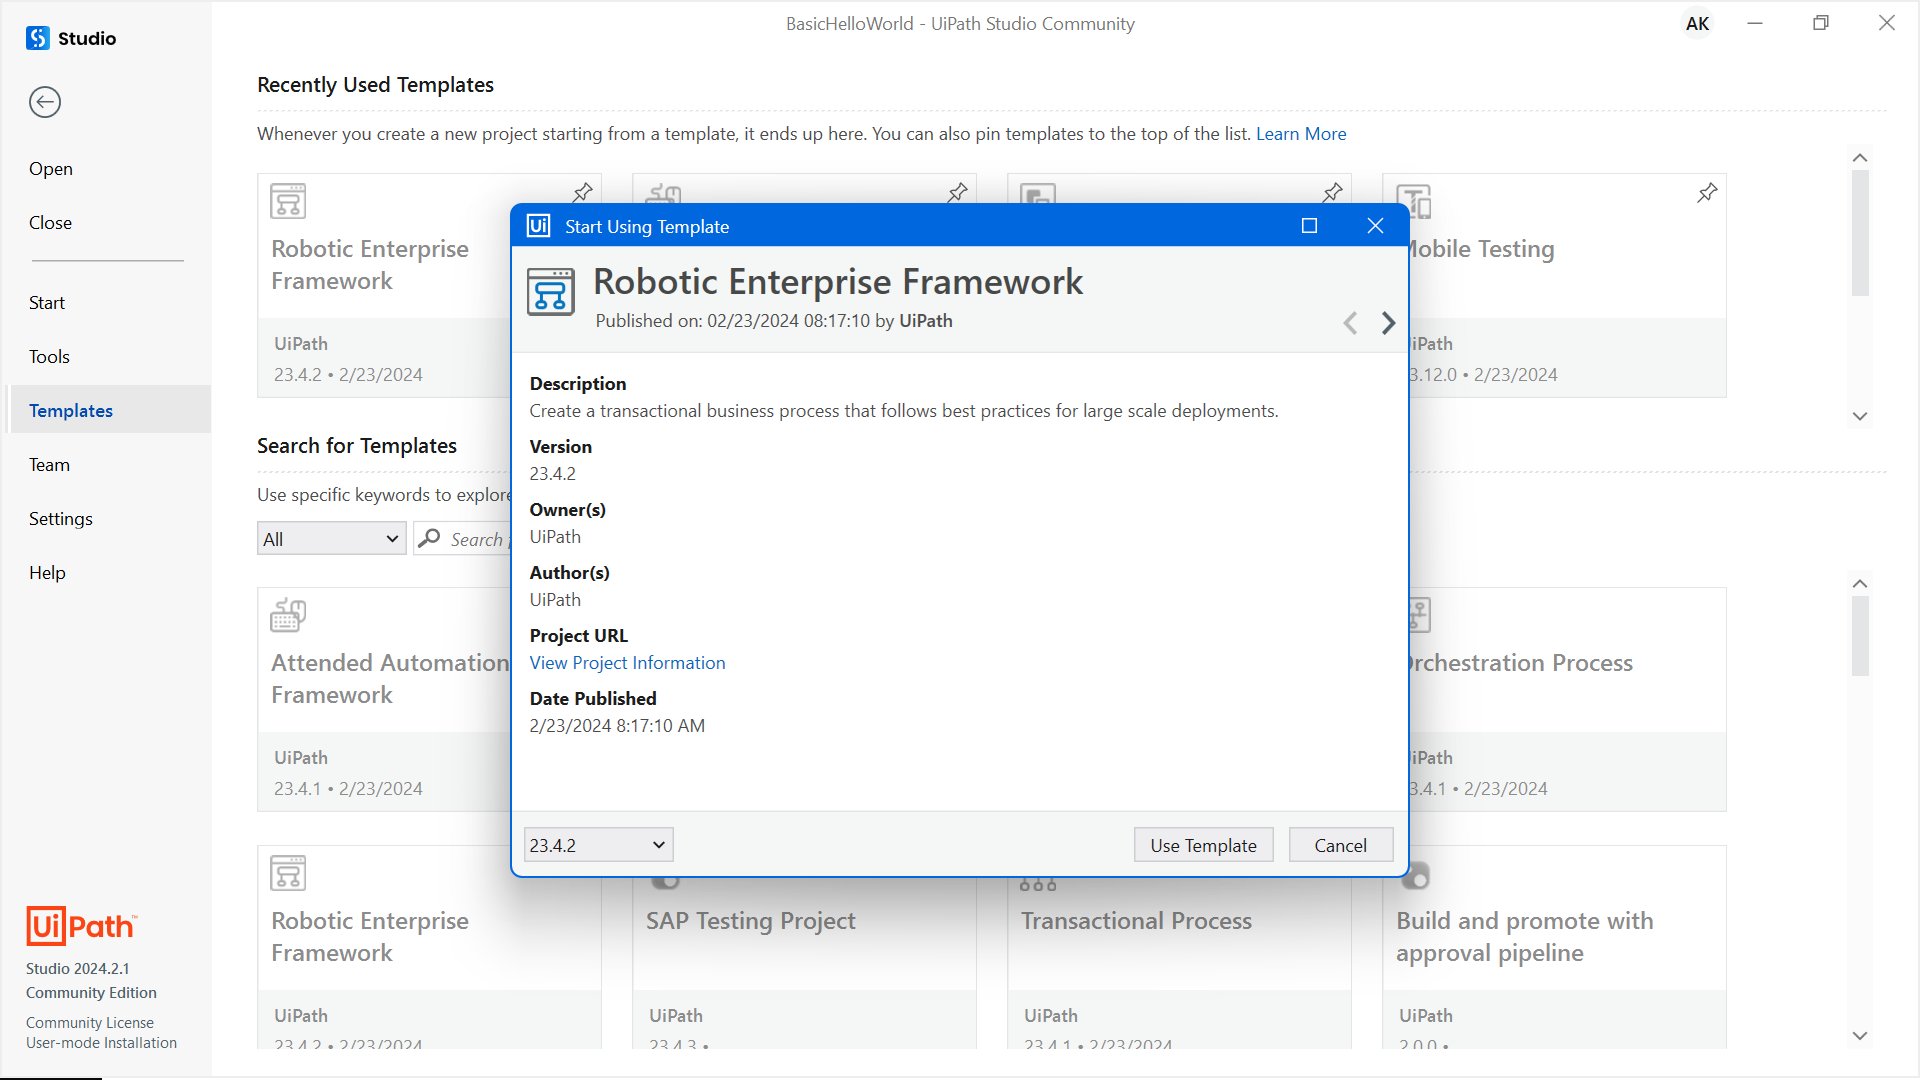 Studio
BasicHelloWorld - UiPath Studio Community
AK
Open
Close
Start
Tools
Templates
Team
Settings
Help
UiPath™
Studio 2024.2.1
Community Edition
Community License
User-mode Installation
Recently Used Templates
Whenever you create a new project starting from a template, it ends up here. You can also pin templates to the top of the list. Learn More
Robotic Enterprise
Framework
UiPath
23.4.2 • 2/23/2024
Mobile Testing
UiPath
3.12.0 • 2/23/2024
Search for Templates
Use specific keywords to explore
All
Search
Attended Automation
Framework
UiPath
23.4.1 • 2/23/2024
Orchestration Process
UiPath
3.4.1 • 2/23/2024
Robotic Enterprise
Framework
UiPath
23.4.2 • 2/23/2024
SAP Testing Project
UiPath
23.4.3 •
Transactional Process
UiPath
23.4.1 • 2/23/2024
Build and promote with
approval pipeline
UiPath
2.0.0 •
Ui Start Using Template
Robotic Enterprise Framework
Published on: 02/23/2024 08:17:10 by UiPath
Description
Create a transactional business process that follows best practices for large scale deployments.
Version
23.4.2
Owner(s)
UiPath
Author(s)
UiPath
Project URL
View Project Information
Date Published
2/23/2024 8:17:10 AM
23.4.2
Use Template
Cancel